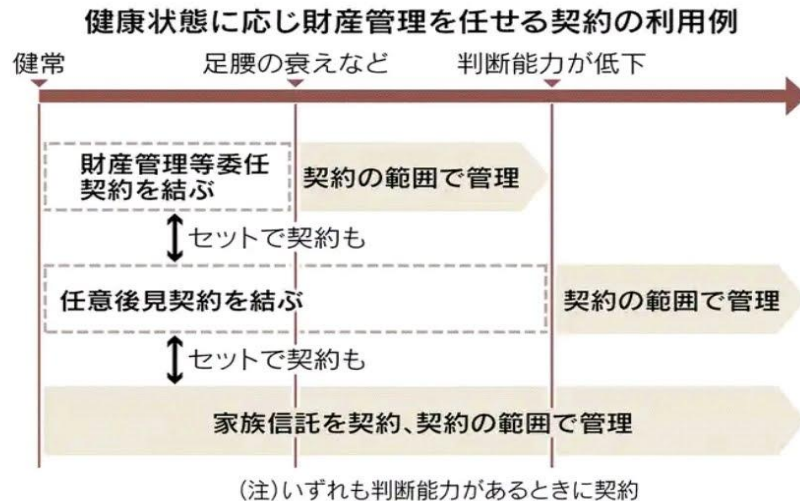 健康状態に応じ財産管理を任せる契約の利用例
健常
足腰の衰えなど
判断能力が低下
財産管理等委任
契約を結ぶ
契約の範囲で管理
セットで契約も
任意後見契約を結ぶ
契約の範囲で管理
セットで契約も
家族信託を契約、契約の範囲で管理
(注)いずれも判断能力があるときに契約